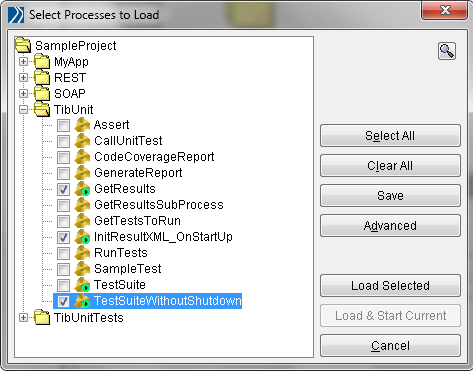 Select Processes to Load
SampleProject
MyApp
REST
SOAP
TibUnit
Assert
CallUnitTest
CodeCoverageReport
GenerateReport
GetResults
GetResultsSubProcess
GetTestsToRun
InitResultXML_OnStartUp
RunTests
SampleTest
TestSuite
TestSuiteWithoutShutdown
TibUnitTests
Select All
Clear All
Save
Advanced
Load Selected
Load & Start Current
Cancel